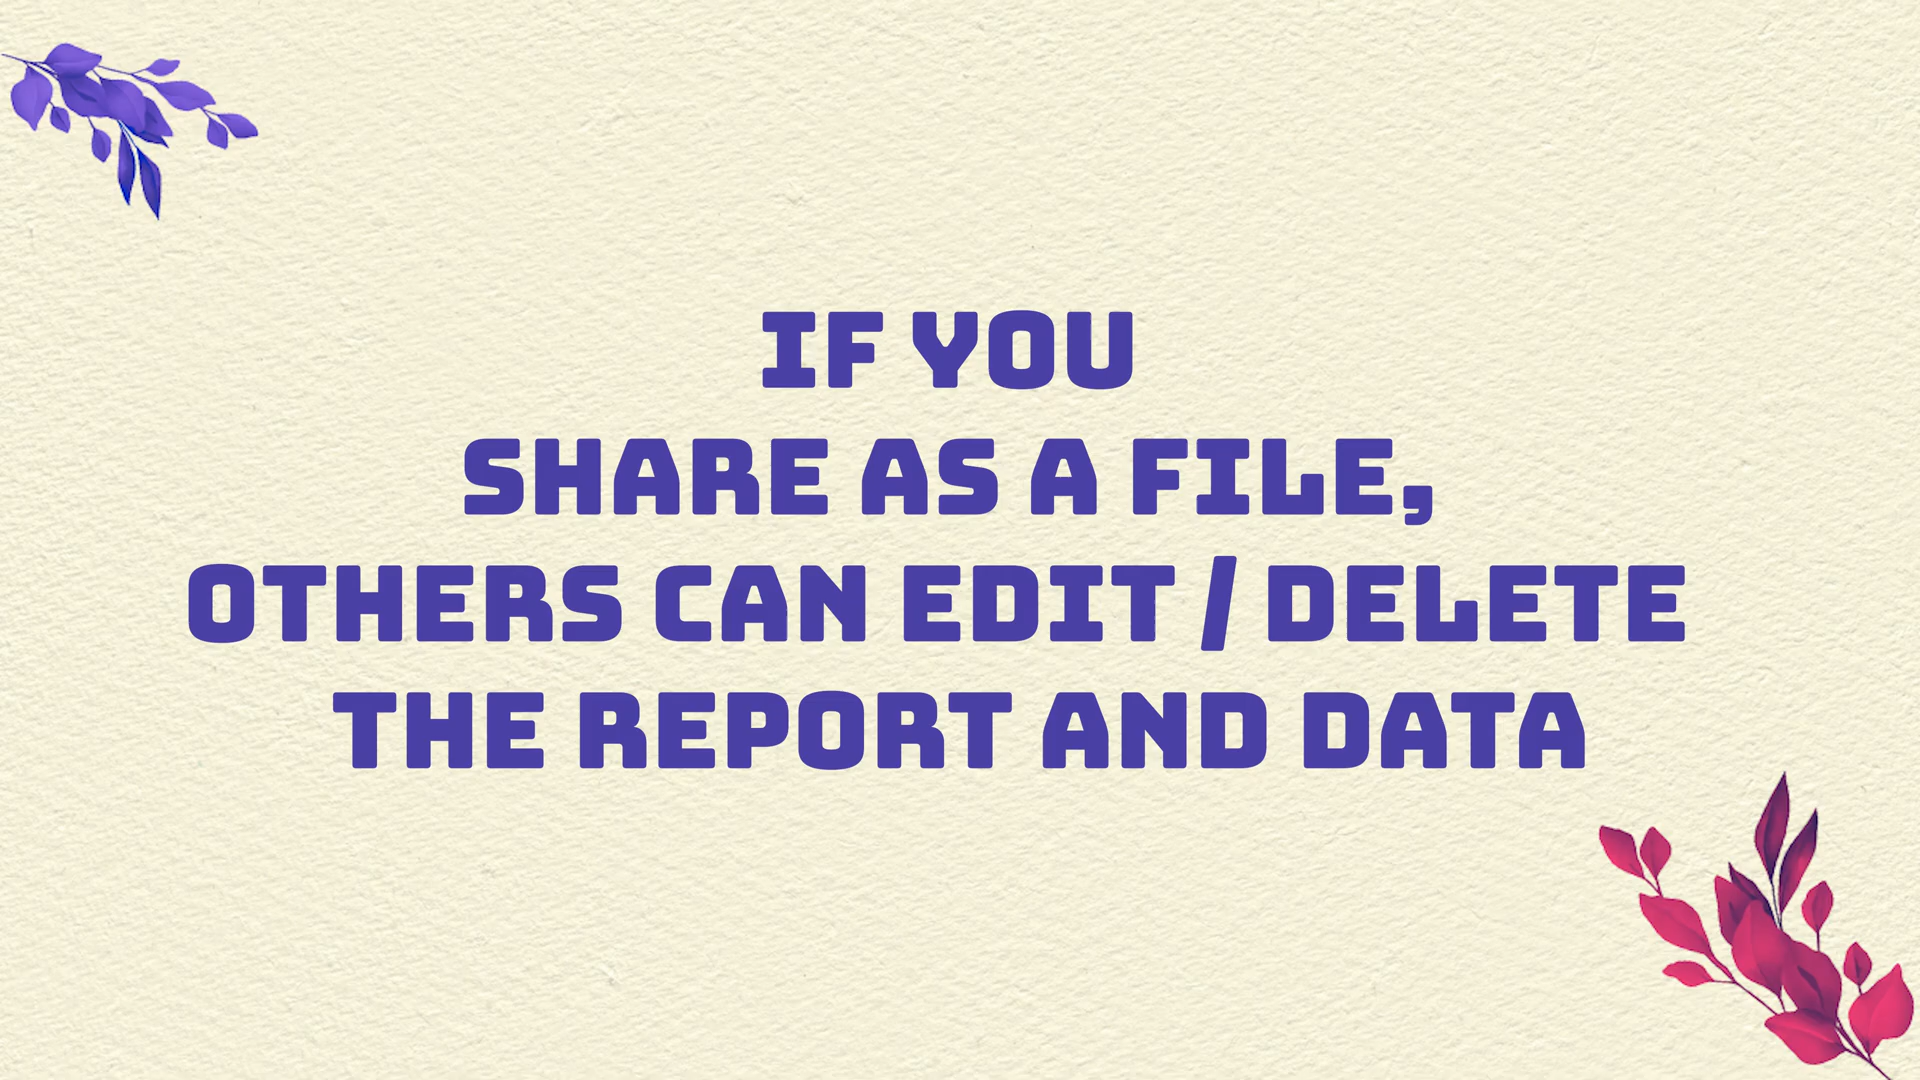 IF YOU
SHARE AS A FILE,
OTHERS CAN EDIT / DELETE
THE REPORT AND DATA